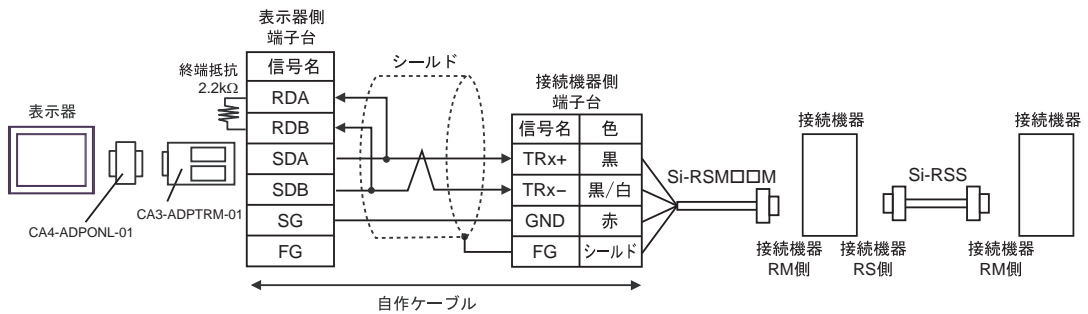 表示器
CA4-ADPONL-01
CA3-ADPTRM-01
終端抵抗
2.2kΩ
表示器側
端子台
信号名
RDA
RDB
SDA
SDB
SG
FG
シールド
接続機器側
端子台
信号名 色
TRx+ 黒
TRx− 黒/白
GND 赤
FG シールド
自作ケーブル
Si-RSM□□M
接続機器
接続機器
RM側
接続機器
RS側
Si-RSS
接続機器
接続機器
RM側